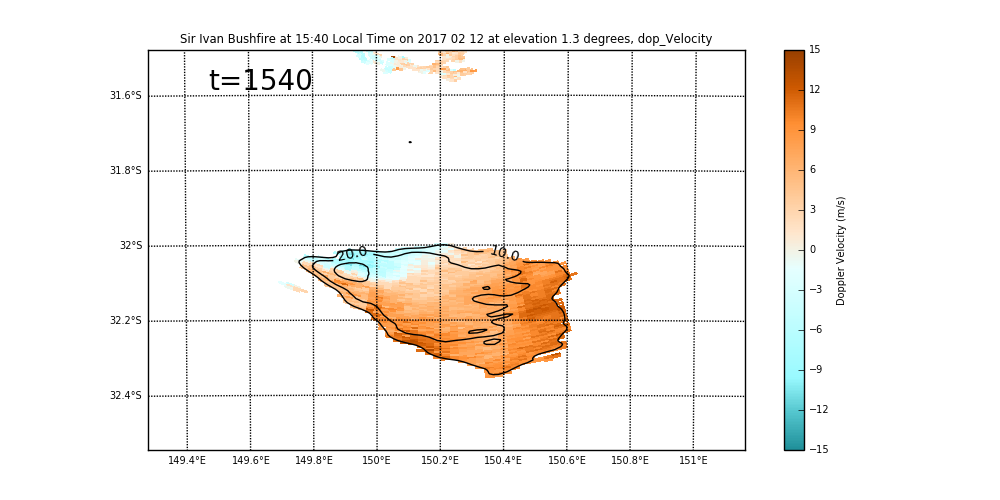 Sir Ivan Bushfire at 15:40 Local Time on 2017 02 12 at elevation 1.3 degrees, dop_Velocity
t=1540
31.6°S
31.8°S
32°S
32.2°S
32.4°S
20.0
10.0
149.4°E 149.6°E 149.8°E 150°E 150.2°E 150.4°E 150.6°E 150.8°E 151°E
15
12
9
6
3
0
−3
−6
−9
−12
−15
Doppler Velocity (m/s)